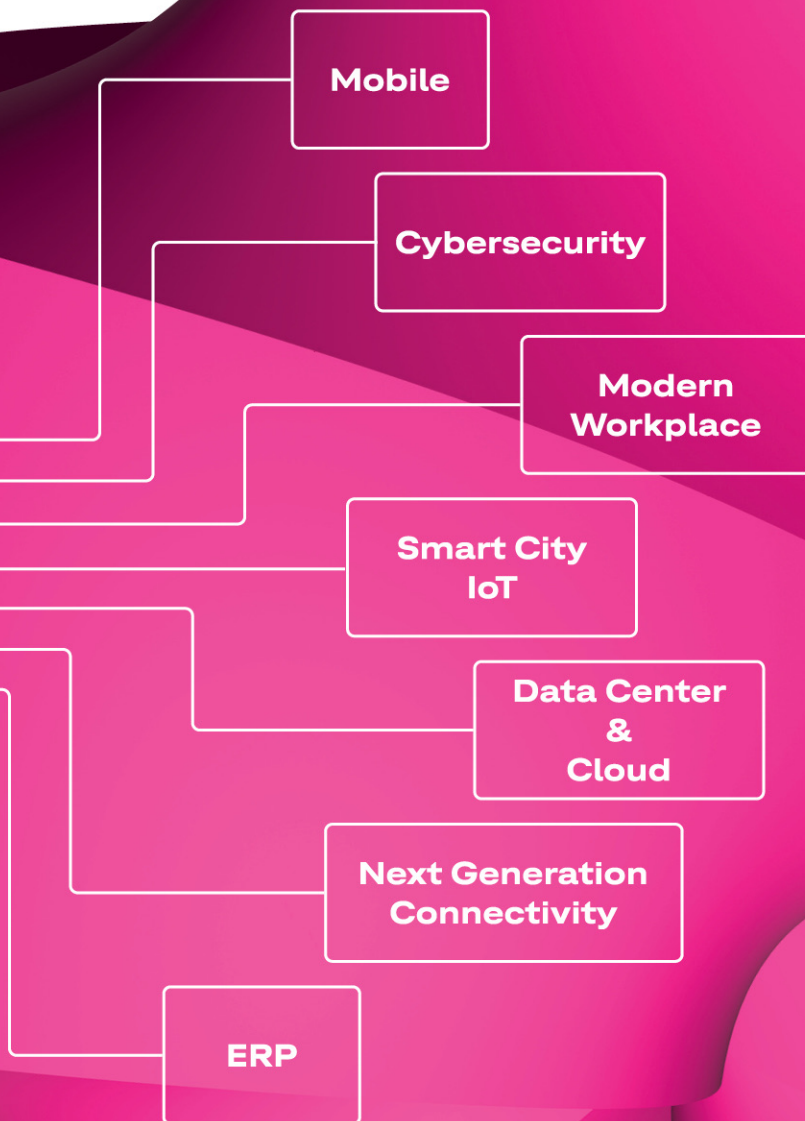 Mobile
Cybersecurity
Modern
Workplace
Smart City
IoT
Data Center
&
Cloud
Next Generation
Connectivity
ERP